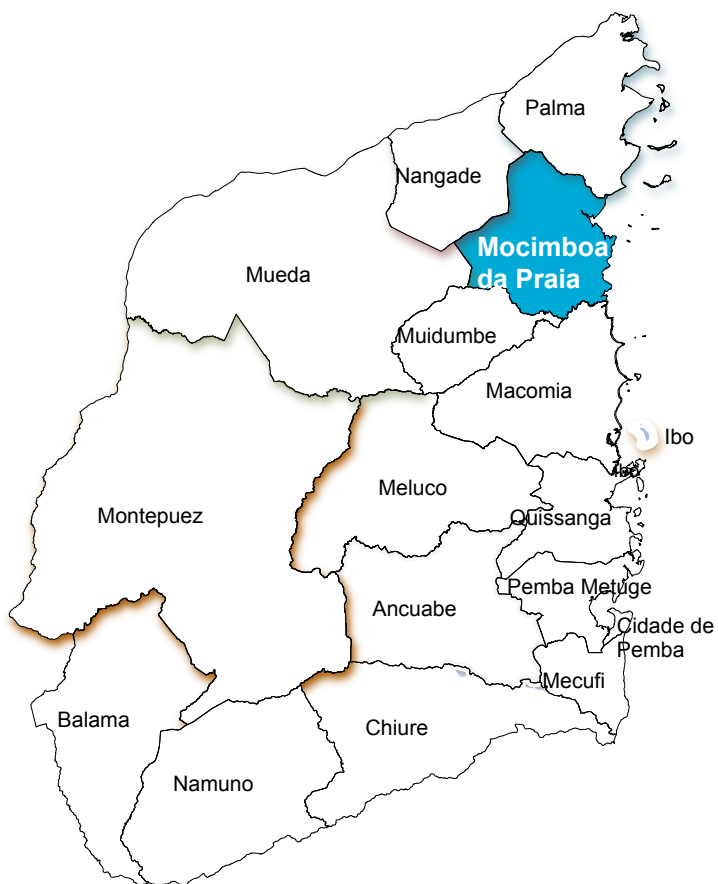 Palma
Nangade
Mocimboa
da Praia
Mueda
Muidumbe
Macomia
Ibo
Ibo
Meluco
Quissanga
Montepuez
Pemba Metuge
Ancuabe
Cidade de
Pemba
Mecufi
Balama
Chiure
Namuno